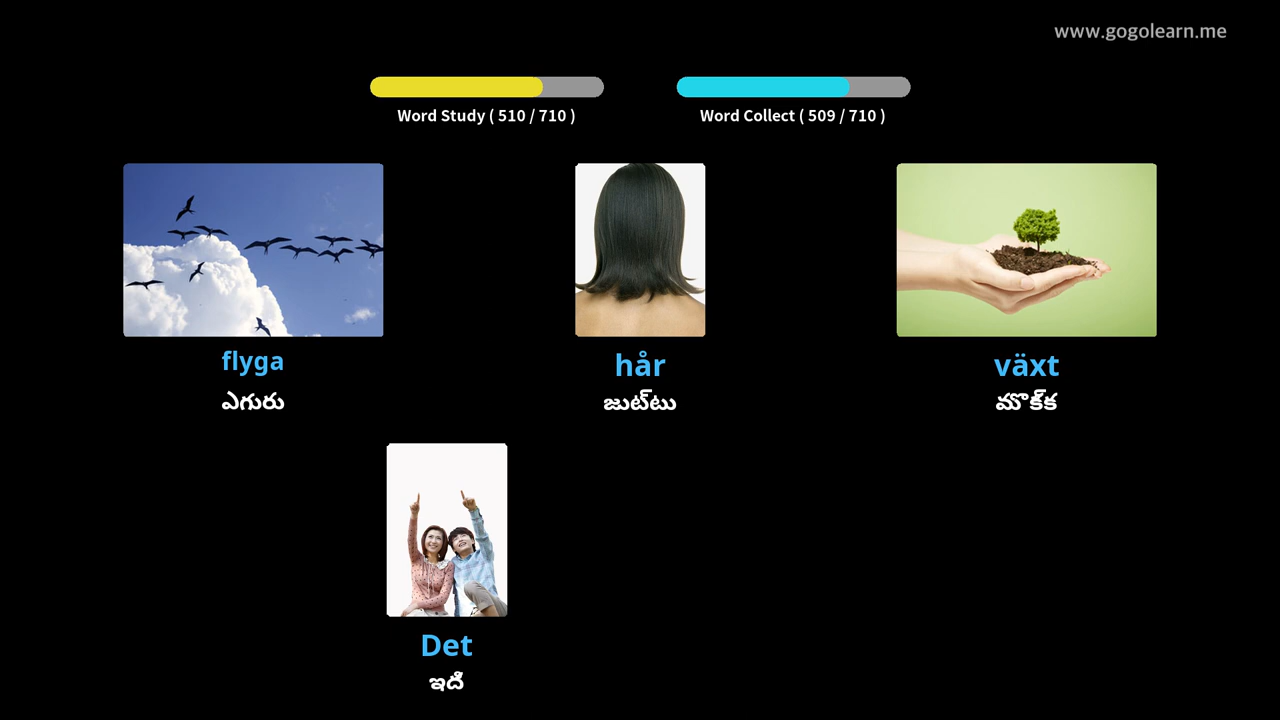 www.gogolearn.me
Word Study ( 510 / 710 )
Word Collect ( 509 / 710 )
flyga
ఎగురు
hår
జుట్టు
växt
మొక్క
Det
ఇది